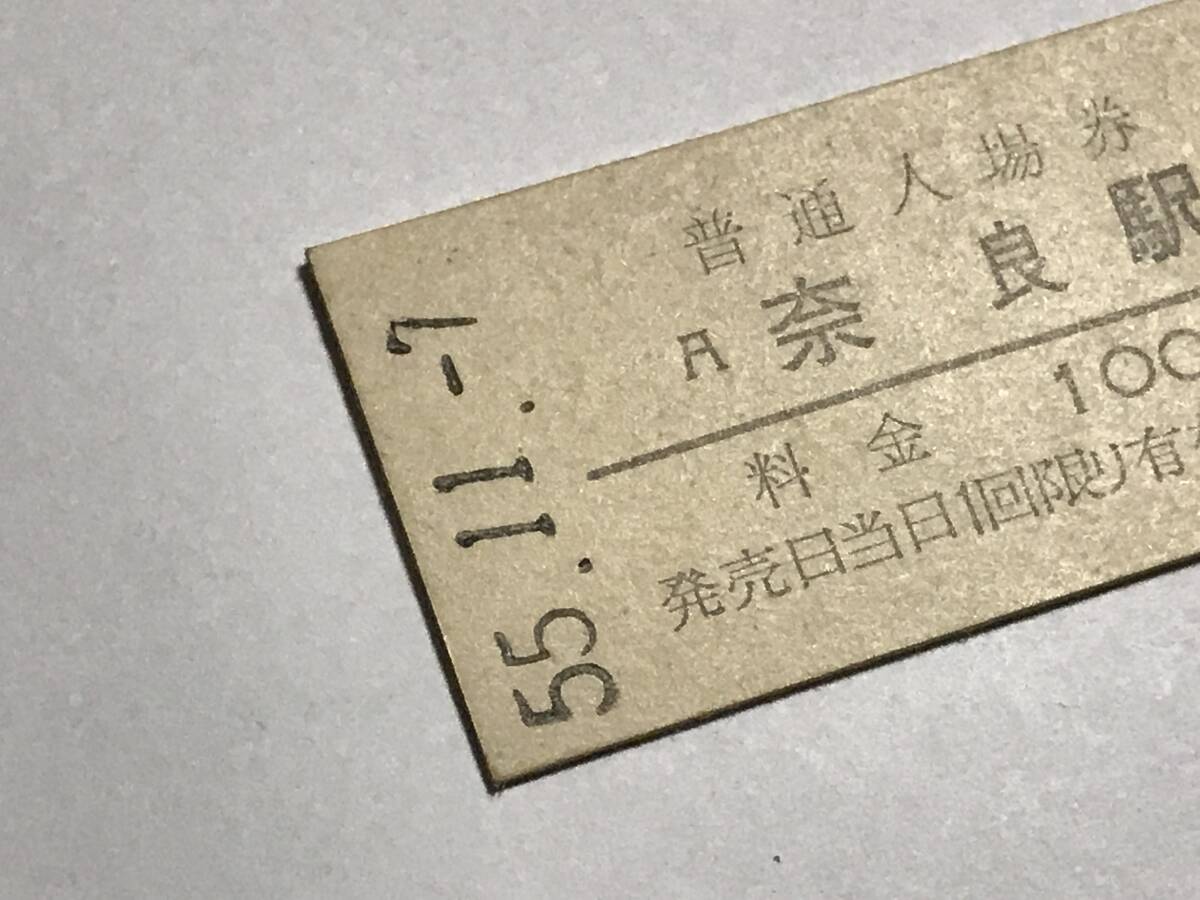 普通入場券
A 奈良駅
料金 100
発売日当日1回限り有
55.11.-7